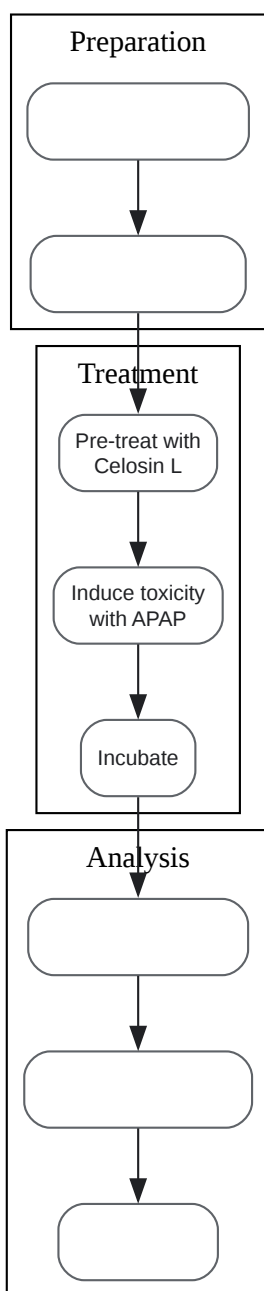 Preparation
Treatment
Pre-treat with
Celosin L
Induce toxicity
with APAP
Incubate
Analysis